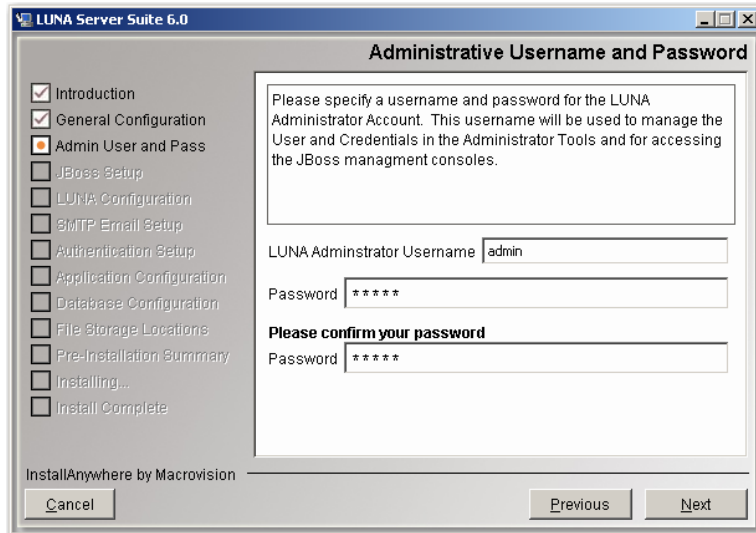 LUNA Server Suite 6.0
Administrative Username and Password
Introduction
General Configuration
Admin User and Pass
JBoss Setup
LUNA Configuration
SMTP Email Setup
Authentication Setup
Application Configuration
Database Configuration
File Storage Locations
Pre-Installation Summary
Installing...
Install Complete
Please specify a username and password for the LUNA
Administrator Account. This username will be used to manage the
User and Credentials in the Administrator Tools and for accessing
the JBoss managment consoles.
LUNA Adminstrator Username admin
Password *****
Please confirm your password
Password *****
InstallAnywhere by Macrovision
Cancel
Previous
Next